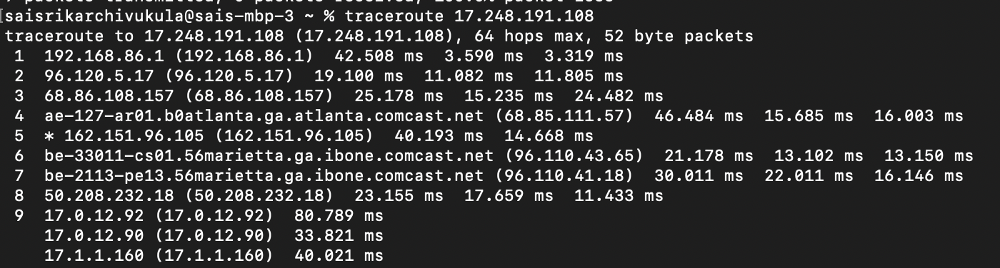 saisrikarchivukula@sais-mbp-3 ~ % traceroute 17.248.191.108
traceroute to 17.248.191.108 (17.248.191.108), 64 hops max, 52 byte packets
 1  192.168.86.1 (192.168.86.1)  42.508 ms  3.590 ms  3.319 ms
 2  96.120.5.17 (96.120.5.17)  19.100 ms  11.082 ms  11.805 ms
 3  68.86.108.157 (68.86.108.157)  25.178 ms  15.235 ms  24.482 ms
 4  ae-127-ar01.b0atlanta.ga.atlanta.comcast.net (68.85.111.57)  46.484 ms  15.685 ms  16.003 ms
 5  * 162.151.96.105 (162.151.96.105)  40.193 ms  14.668 ms
 6  be-33011-cs01.56marietta.ga.ibone.comcast.net (96.110.43.65)  21.178 ms  13.102 ms  13.150 ms
 7  be-2113-pe13.56marietta.ga.ibone.comcast.net (96.110.41.18)  30.011 ms  22.011 ms  16.146 ms
 8  50.208.232.18 (50.208.232.18)  23.155 ms  17.659 ms  11.433 ms
 9  17.0.12.92 (17.0.12.92)  80.789 ms
    17.0.12.90 (17.0.12.90)  33.821 ms
    17.1.1.160 (17.1.1.160)  40.021 ms